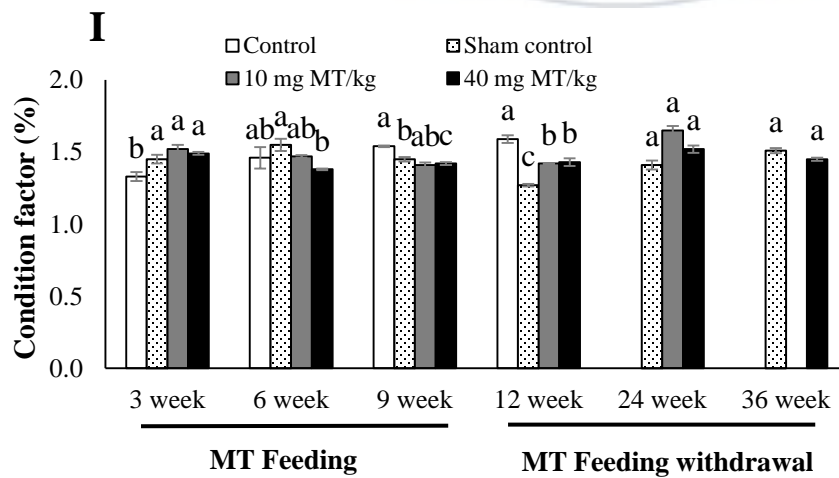 I
Control
Sham control
10 mg MT/kg
40 mg MT/kg
Condition factor (%)
2.0
1.5
1.0
0.5
0.0
b a a a
ab a ab b
a b abc
a c b b
a a a
a a
3 week 6 week 9 week 12 week 24 week 36 week
MT Feeding MT Feeding withdrawal